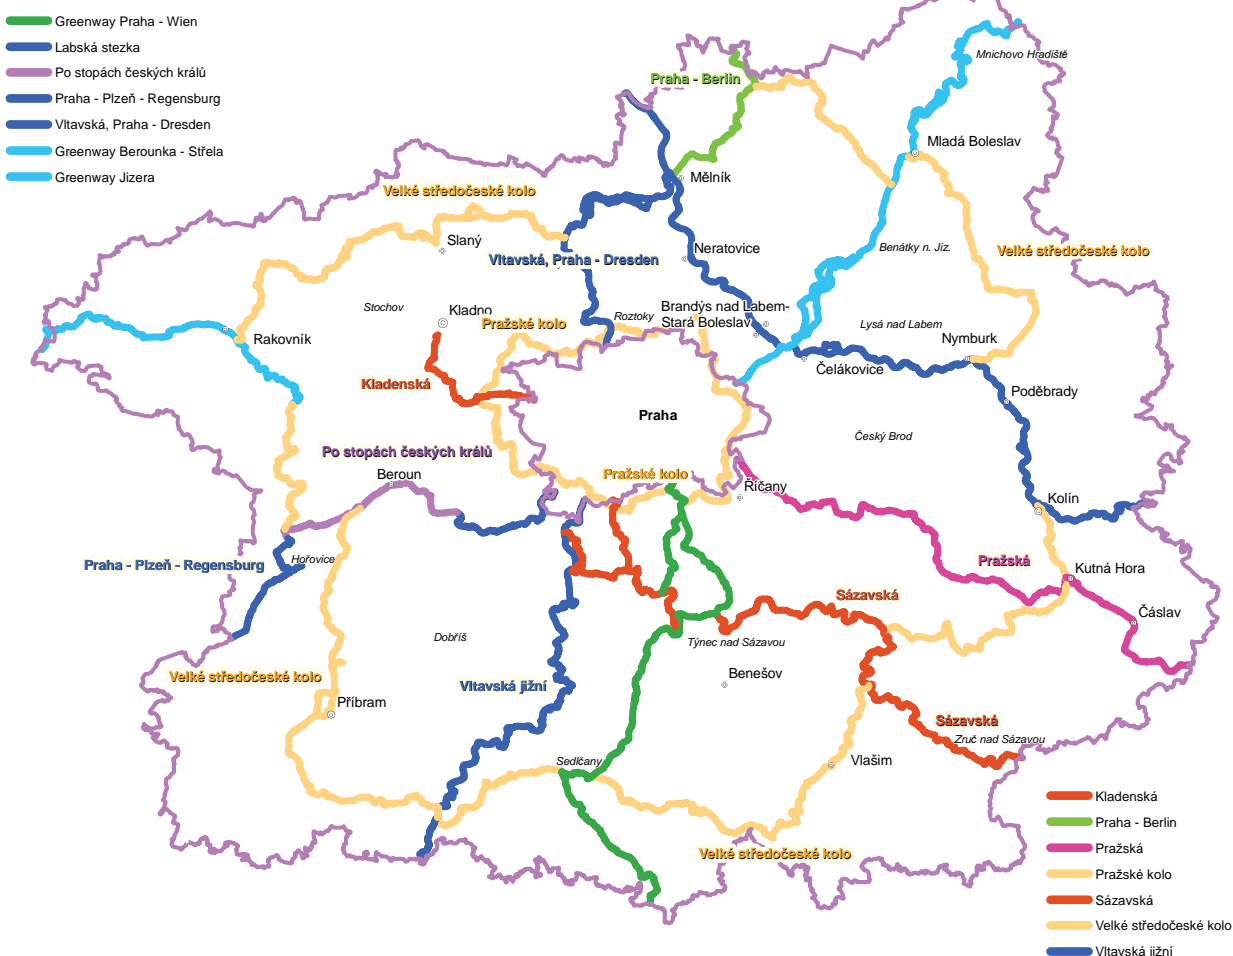 Greenway Praha - Wien
Labská stezka
Po stopách českých králů
Praha - Plzeň - Regensburg
Vltavská, Praha - Dresden
Greenway Berounka - Střela
Greenway Jizera
Mnichovo Hradiště
Praha - Berlin
Mladá Boleslav
Mělník
Velké středočeské kolo
Slaný
Neratovice
Benátky n. Jiz.
Velké středočeské kolo
Vltavská, Praha - Dresden
Stochov
Kladno
Roztoky
Brandýs nad Labem-
Stará Boleslav
Pražské kolo
Lysá nad Labem
Rakovník
Nymburk
Čelákovice
Kladenská
Poděbrady
Praha
Český Brod
Po stopách českých králů
Beroun
Pražské kolo
Říčany
Kolín
Hořovice
Praha - Plzeň - Regensburg
Pražská
Kutná Hora
Sázavská
Čáslav
Dobříš
Týnec nad Sázavou
Benešov
Velké středočeské kolo
Vltavská jižní
Příbram
Sázavská
Zruč nad Sázavou
Sedlčany
Vlašim
Velké středočeské kolo
Kladenská
Praha - Berlin
Pražská
Pražské kolo
Sázavská
Velké středočeské kolo
Vltavská jižní